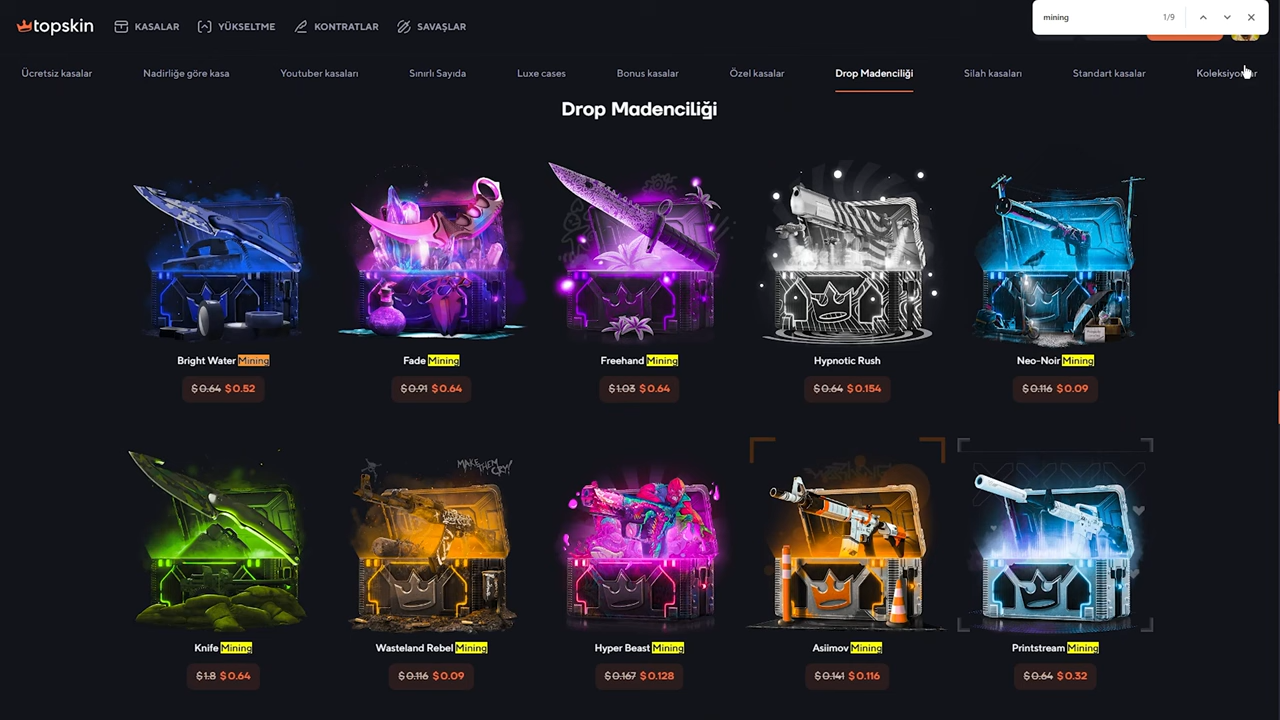 topskin
KASALAR
YÜKSELTME
KONTRATLAR
SAVAŞLAR
mining
1/9
Ücretsiz kasalar
Nadirliğe göre kasa
Youtuber kasaları
Sınırlı Sayıda
Luxe cases
Bonus kasalar
Özel kasalar
Drop Madenciliği
Silah kasaları
Standart kasalar
Drop Madenciliği
Bright Water Mining
Fade Mining
Freehand Mining
Hypnotic Rush
Neo-Noir Mining
$0.64 $0.52
$0.91 $0.64
$1.03 $0.64
$0.64 $0.154
$0.116 $0.09
MAKE THEM CRY!
Knife Mining
Wasteland Rebel Mining
Hyper Beast Mining
Asiimov Mining
Printstream Mining
$1.8 $0.64
$0.116 $0.09
$0.167 $0.128
$0.141 $0.116
$0.64 $0.32